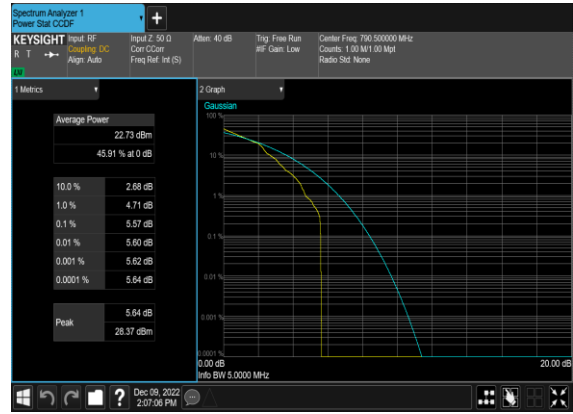 Spectrum Analyzer 1
Power Stat CCDF
+
KEYSIGHT
R T
LXI
Input: RF
Coupling: DC
Align: Auto
Input Z: 50 Ω
Corr CCorr
Freq Ref: Int (S)
Atten: 40 dB
Trig: Free Run
#IF Gain: Low
Center Freq: 790.500000 MHz
Counts: 1.00 M/1.00 Mpt
Radio Std: None
1 Metrics
Average Power
22.73 dBm
45.91 % at 0 dB
10.0 % 2.68 dB
1.0 % 4.71 dB
0.1 % 5.57 dB
0.01 % 5.60 dB
0.001 % 5.62 dB
0.0001 % 5.64 dB
Peak
5.64 dB
28.37 dBm
2 Graph
Gaussian
100 %
10 %
1 %
0.1 %
0.01 %
0.001 %
0.0001 %
0.00 dB
20.00 dB
Info BW 5.0000 MHz
?
Dec 09, 2022
2:07:06 PM